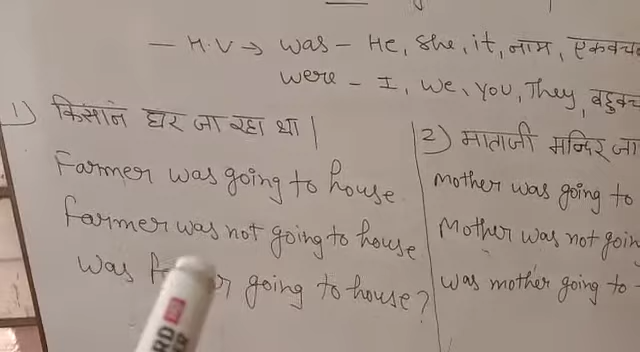 — H.V → was — He, She, it, नाम, एकवच
were — I, We, You, They, बहुवच
1) किसान घर जा रहा था |
Farmer was going to house
Farmer was not going to house
Was going to house?
2) माताजी मन्दिर जा
Mother was going to
Mother was not goin
Was mother going to